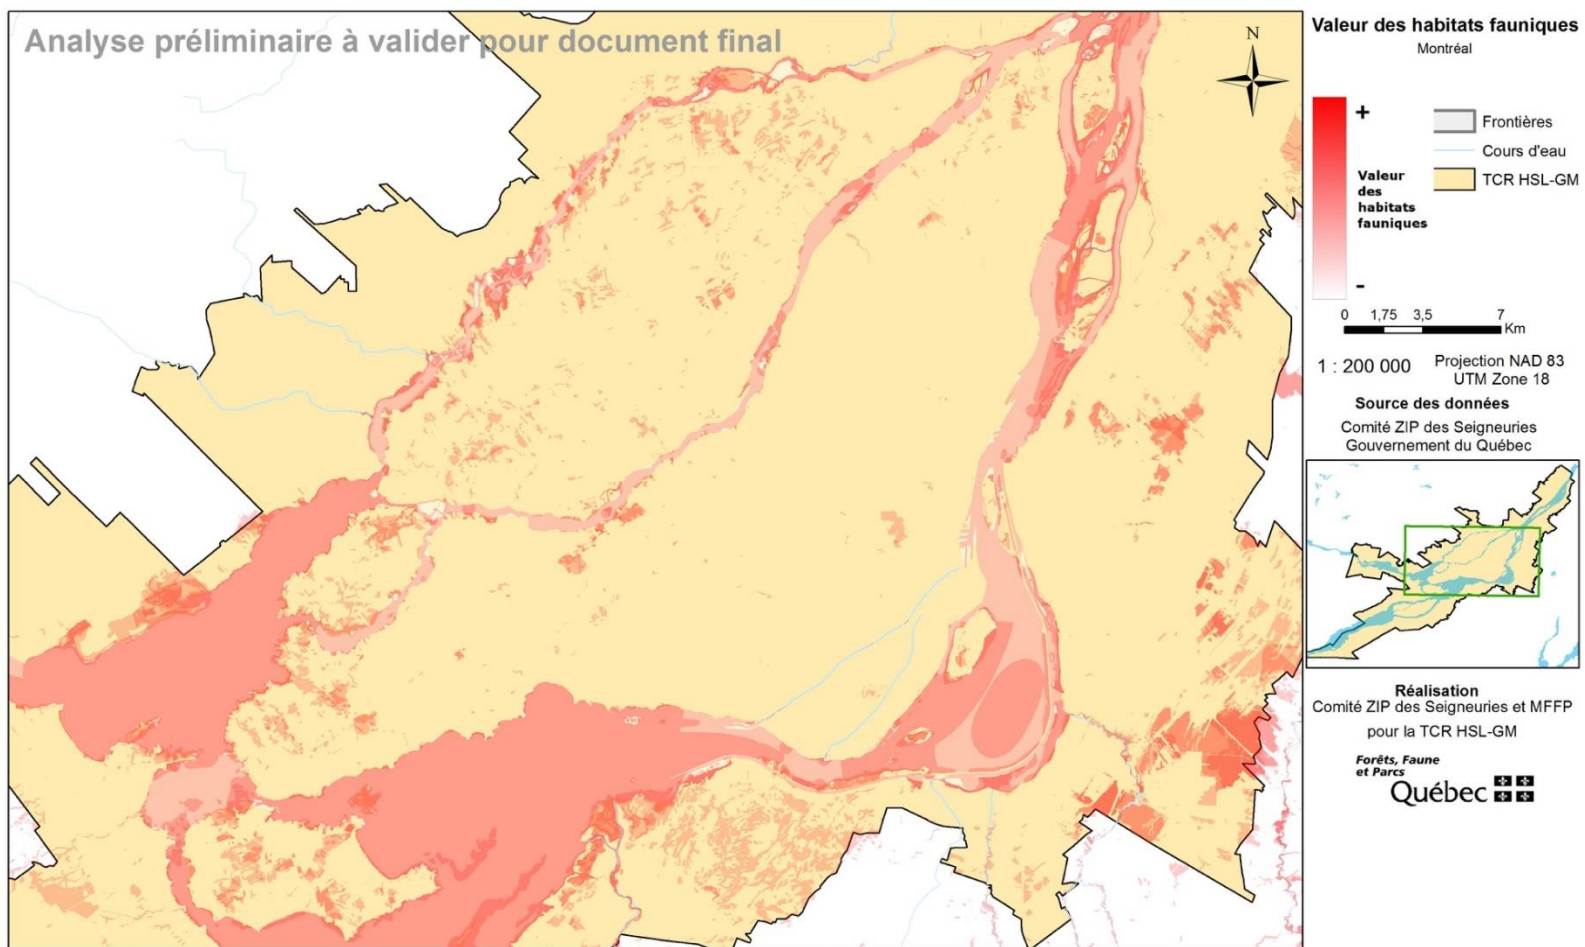 Analyse préliminaire à valider pour document final
N
Valeur des habitats fauniques
Montréal
+
Valeur
des
habitats
fauniques
-
Frontières
Cours d'eau
TCR HSL-GM
0 1,75 3,5 7
Km
1 : 200 000
Projection NAD 83
UTM Zone 18
Source des données
Comité ZIP des Seigneuries
Gouvernement du Québec
Réalisation
Comité ZIP des Seigneuries et MFFP
pour la TCR HSL-GM
Forêts, Faune
et Parcs
Québec